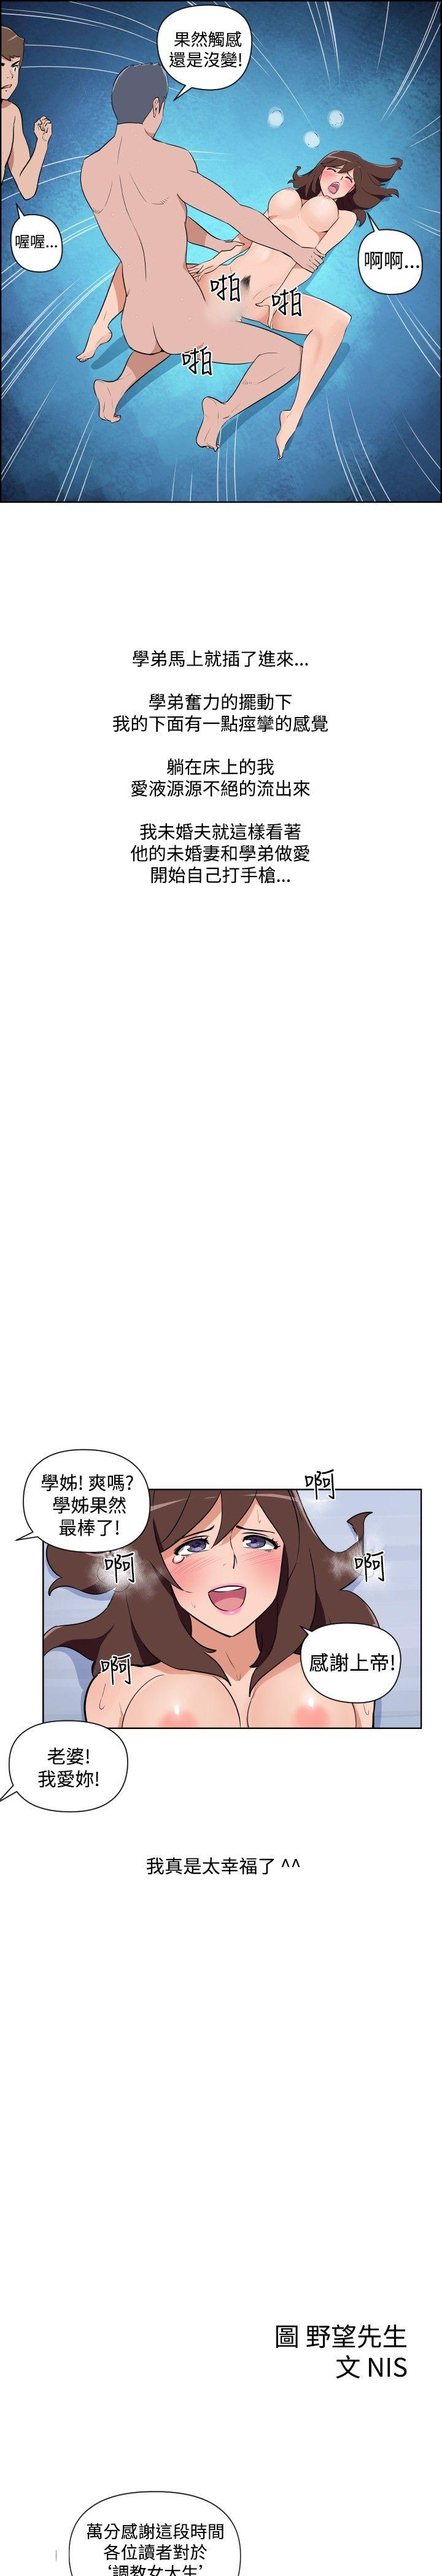 果然觸感
還是沒變!
喔喔...
啊啊...
啪
啪
啪
學弟馬上就插了進來...
學弟奮力的擺動下
我的下面有一點痙攣的感覺
躺在床上的我
愛液源源不絕的流出來
我未婚夫就這樣看著
他的未婚妻和學弟做愛
開始自己打手槍...
學姊! 爽嗎?
學姊果然
最棒了!
啊
啊
啊
啊
感謝上帝!
老婆!
我愛妳!
我真是太幸福了 ^^
圖 野望先生
文 NIS
萬分感謝這段時間
各位讀者對於
‘調教女大生’